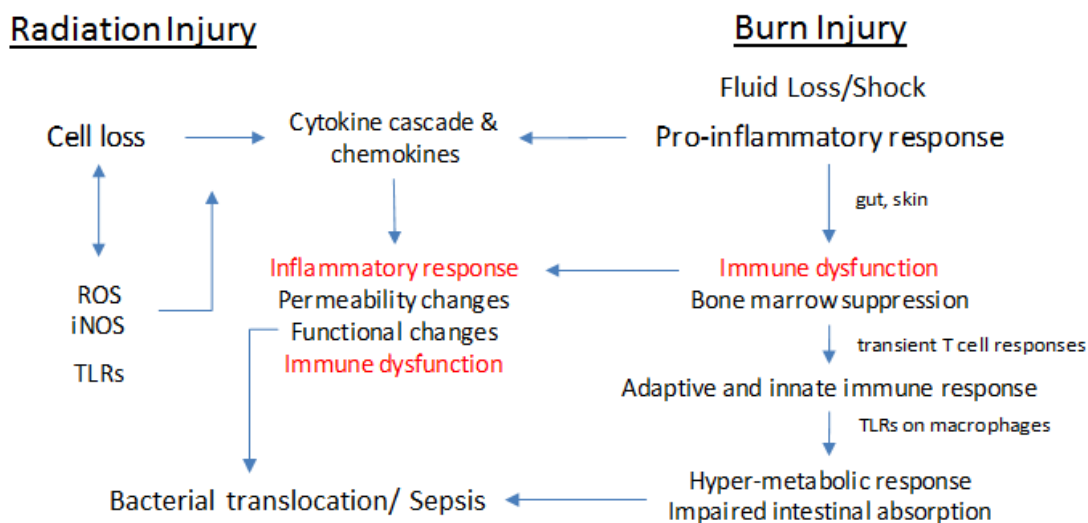 Radiation Injury
Burn Injury
Fluid Loss/Shock
Cell loss
Cytokine cascade &
chemokines
Pro-inflammatory response
gut, skin
Inflammatory response
Permeability changes
Functional changes
Immune dysfunction
Immune dysfunction
Bone marrow suppression
ROS
iNOS
TLRs
transient T cell responses
Adaptive and innate immune response
TLRs on macrophages
Hyper-metabolic response
Impaired intestinal absorption
Bacterial translocation/ Sepsis